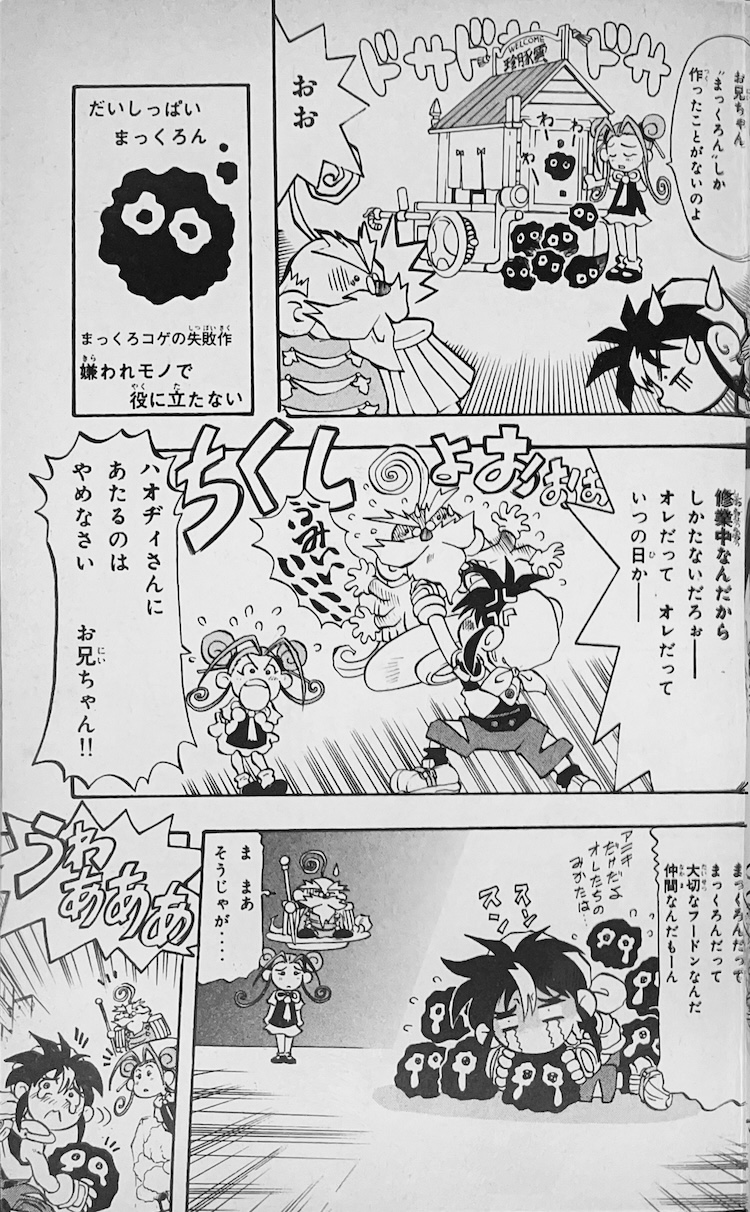 お兄ちゃん
“まっくろん”しか
作ったことがないのよ
ドサドサドサ
WELCOME
わー
わー
わー
おお
だいしっぱい
まっくろん
まっくろコゲの失敗作
嫌われモノで
役に立たない
修業中なんだから
しかたないだろぉ――
オレだって オレだって
いつの日か――
ちくしょおおおおお
ハオヂィさんに
あたるのは
やめなさい
お兄ちゃん!!
まっくろんだって
まっくろんだって
大切なフードンなんだ
仲間なんだもーん
アニキ
だけだよ
オレたちの
みかたは…
スン
スン
ま まあ
そうじゃが‥‥
うわあああ